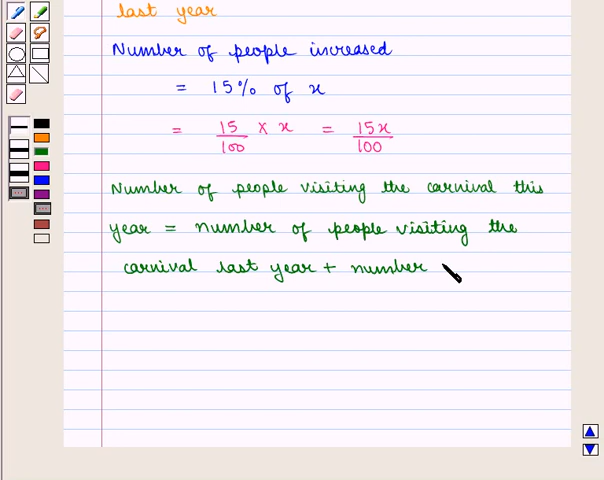 last year
Number of people increased
= 15% of x
= 15/100 × x = 15x/100
Number of people visiting the carnival this
year = number of people visiting the
carnival last year + number